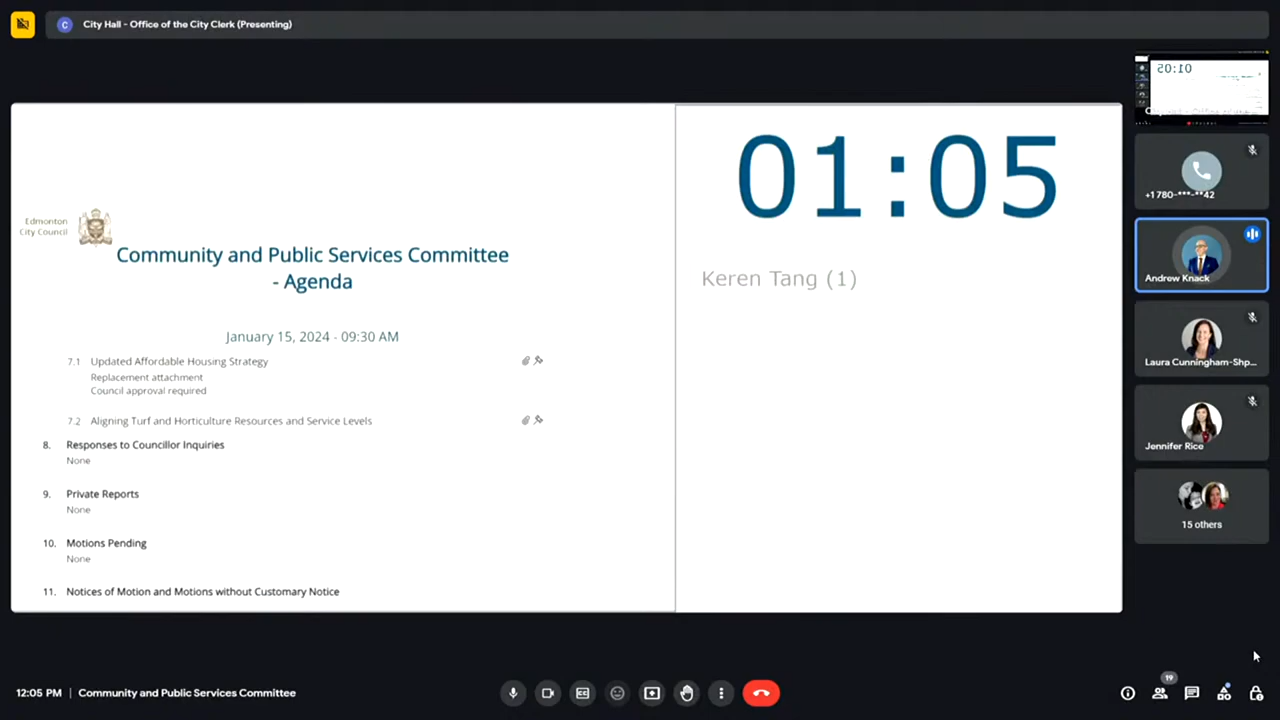 City Hall - Office of the City Clerk (Presenting)
C
01:05
Edmonton
City Council
Community and Public Services Committee
- Agenda
January 15, 2024 - 09:30 AM
7.1 Updated Affordable Housing Strategy
Replacement attachment
Council approval required
7.2 Aligning Turf and Horticulture Resources and Service Levels
8. Responses to Councillor Inquiries
None
9. Private Reports
None
10. Motions Pending
None
11. Notices of Motion and Motions without Customary Notice
01:05
Keren Tang (1)
+1 780-***-**42
Andrew Knack
Laura Cunningham-Shp...
Jennifer Rice
15 others
12:05 PM | Community and Public Services Committee
19